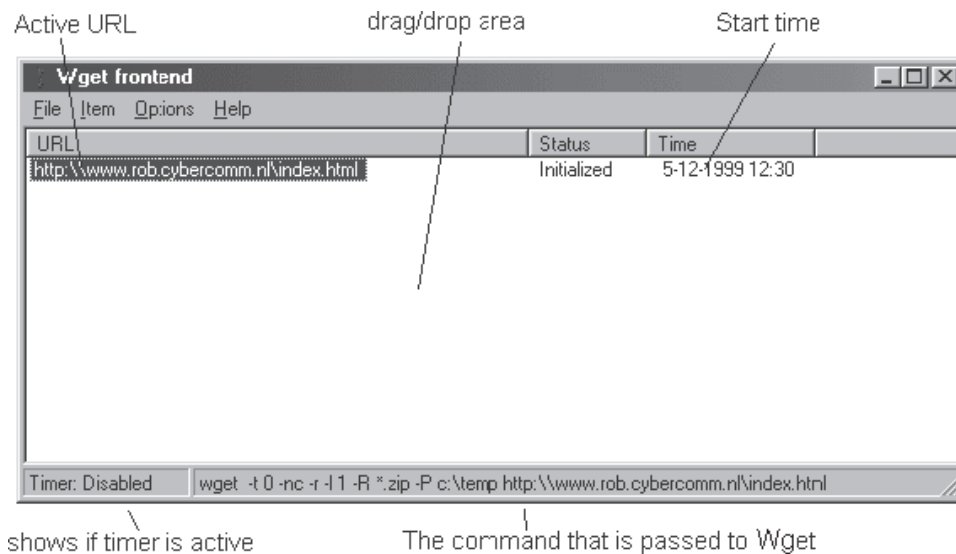 Active URL drag/drop area Start time
Wget frontend
File Item Options Help
URL Status Time
http:\\www.rob.cybercomm.nl\index.html Initialized 5-12-1999 12:30
Timer: Disabled wget -t 0 -nc -r -l 1 -R *.zip -P c:\temp http:\\www.rob.cybercomm.nl\index.html
shows if timer is active The command that is passed to Wget